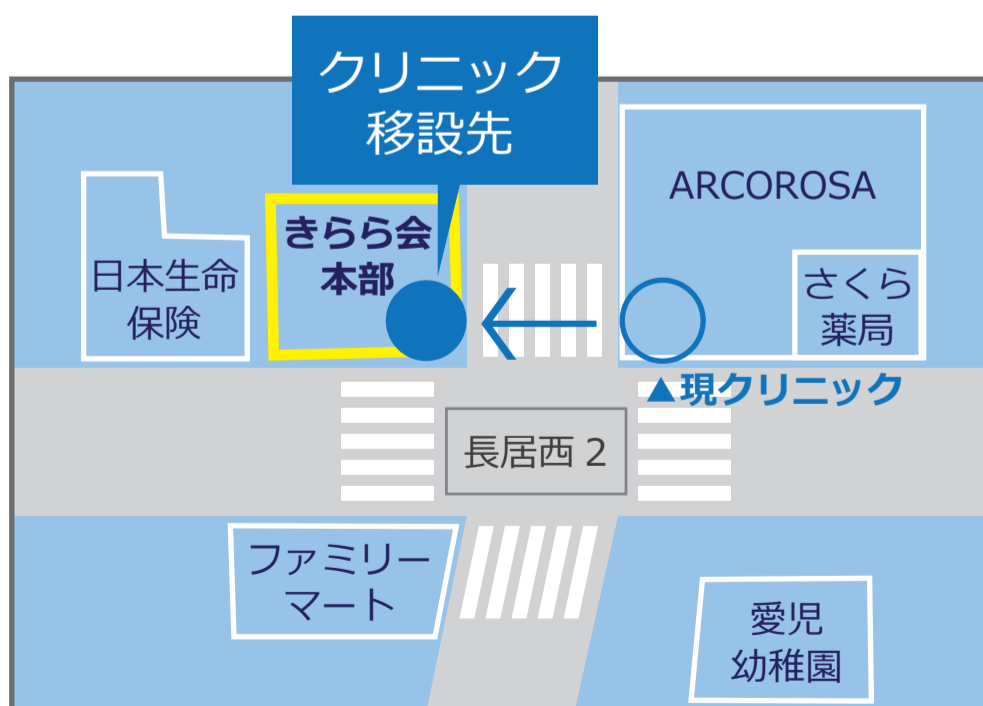 クリニック
移設先
ARCOROSA
きらら会
本部
日本生命
保険
さくら
薬局
▲現クリニック
長居西 2
ファミリー
マート
愛児
幼稚園